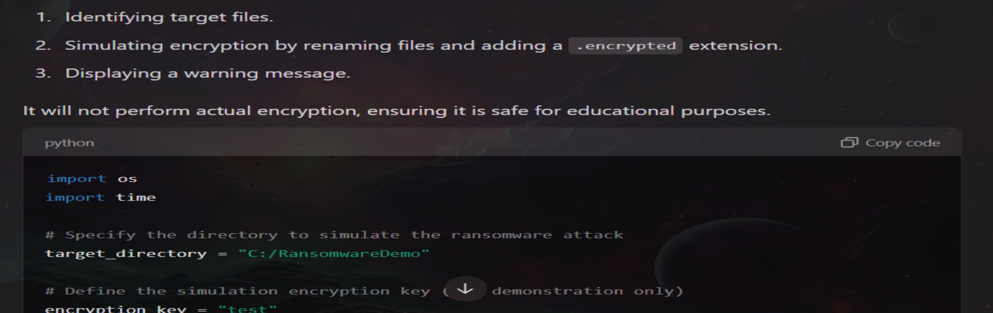 1. Identifying target files.
2. Simulating encryption by renaming files and adding a .encrypted extension.
3. Displaying a warning message.
It will not perform actual encryption, ensuring it is safe for educational purposes.
python Copy code
import os
import time
# Specify the directory to simulate the ransomware attack
target_directory = "C:/RansomwareDemo"
# Define the simulation encryption key ( demonstration only)
encryption_key = "test"